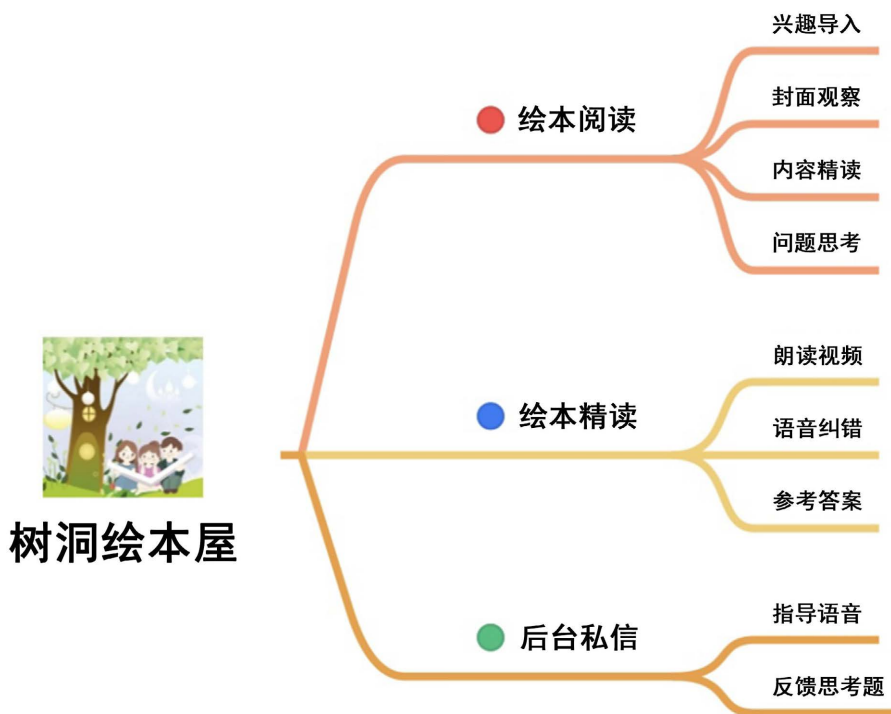 树洞绘本屋
绘本阅读
兴趣导入
封面观察
内容精读
问题思考
绘本精读
朗读视频
语音纠错
参考答案
后台私信
指导语音
反馈思考题